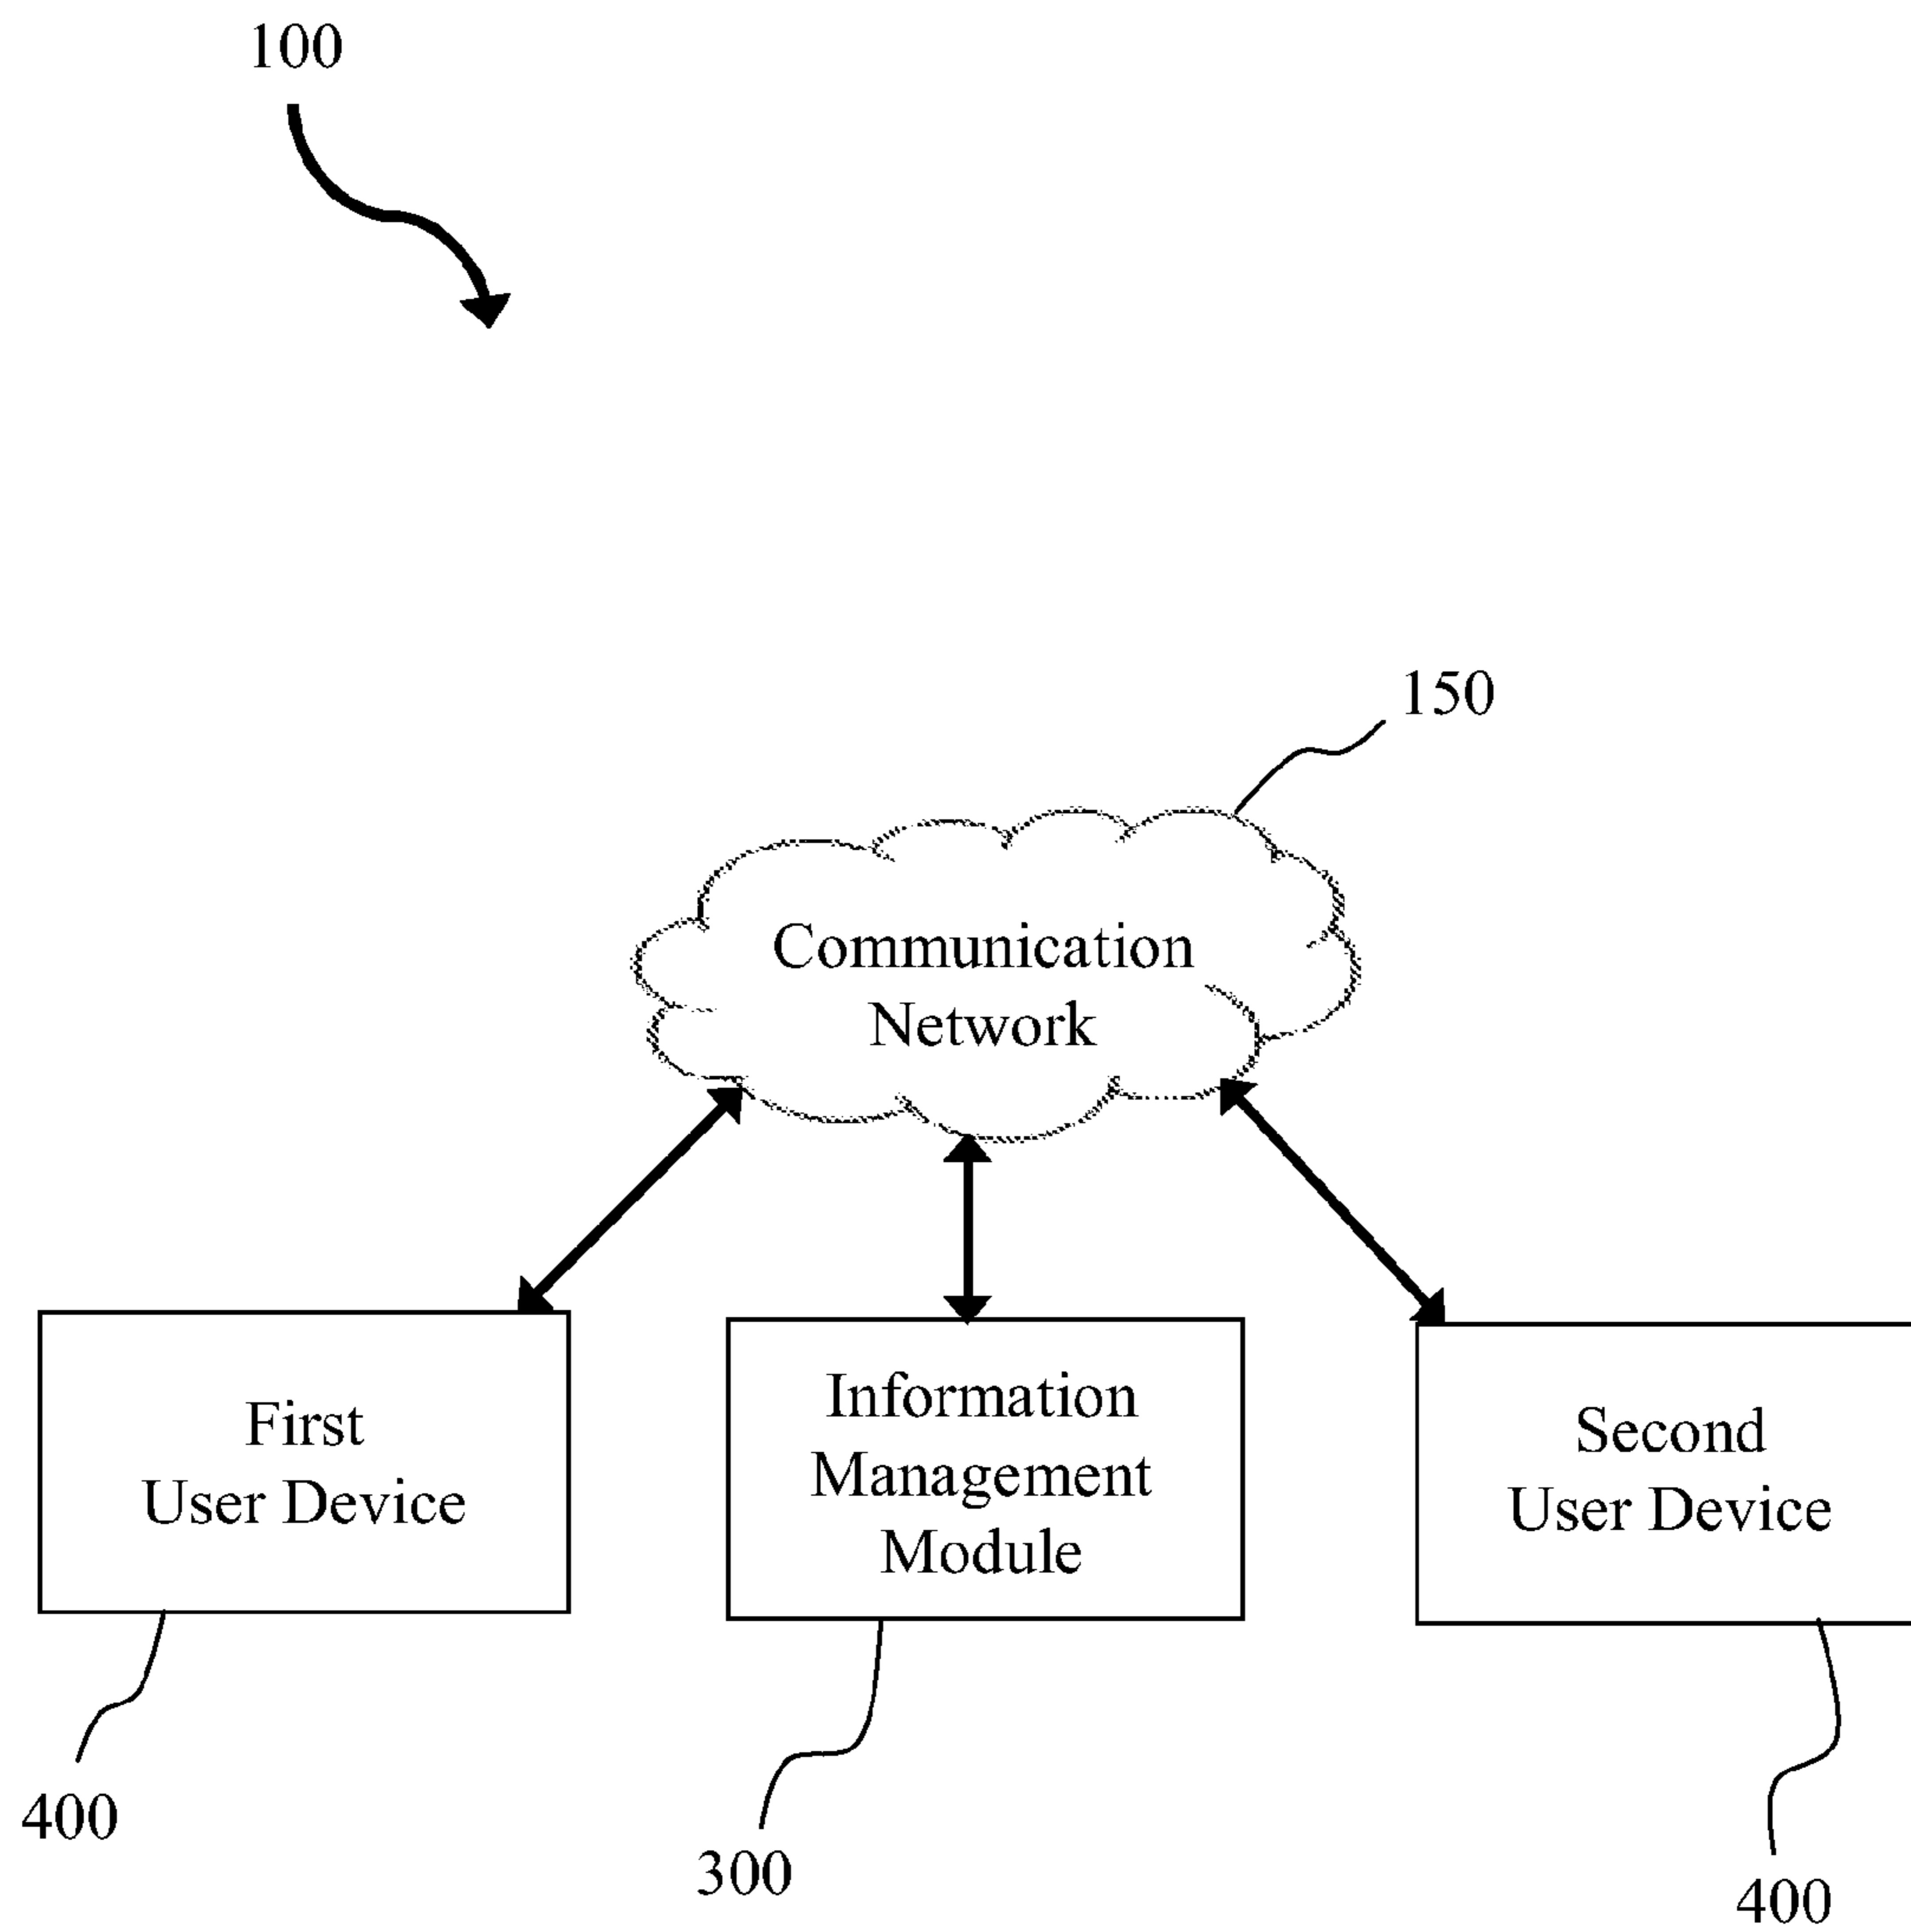 100
150
Communication
Network
First
User Device
Information
Management
Module
Second
User Device
400
300
400